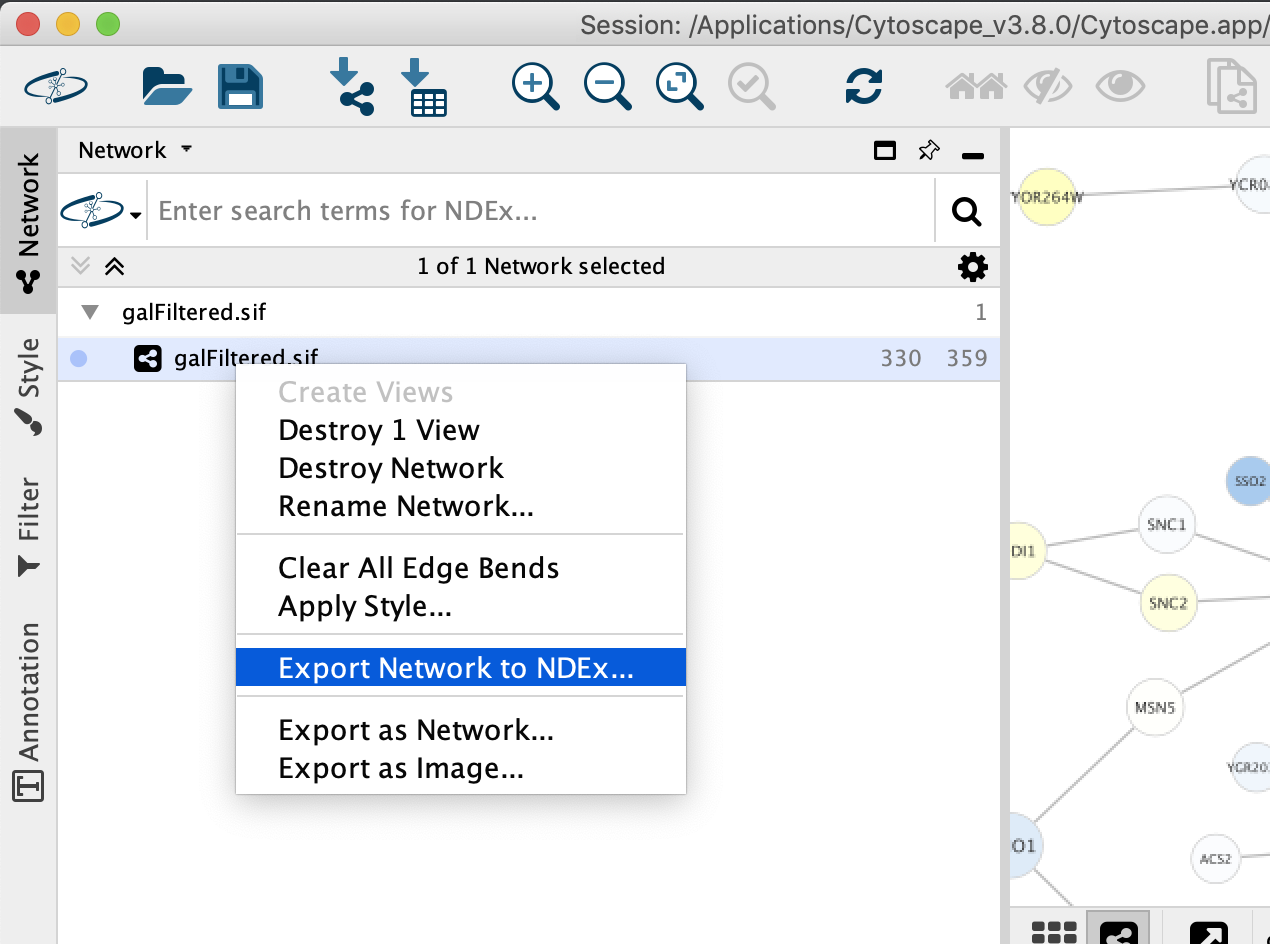 Session: /Applications/Cytoscape_v3.8.0/Cytoscape.app/
Network
Style
Filter
Annotation
Network
Enter search terms for NDEx...
1 of 1 Network selected
galFiltered.sif 1
galFiltered.sif 330 359
Create Views
Destroy 1 View
Destroy Network
Rename Network...
Clear All Edge Bends
Apply Style...
Export Network to NDEx...
Export as Network...
Export as Image...
YOR264W
YCR0
SSO2
SNC1
DI1
SNC2
MSN5
YGR20
O1
ACS2